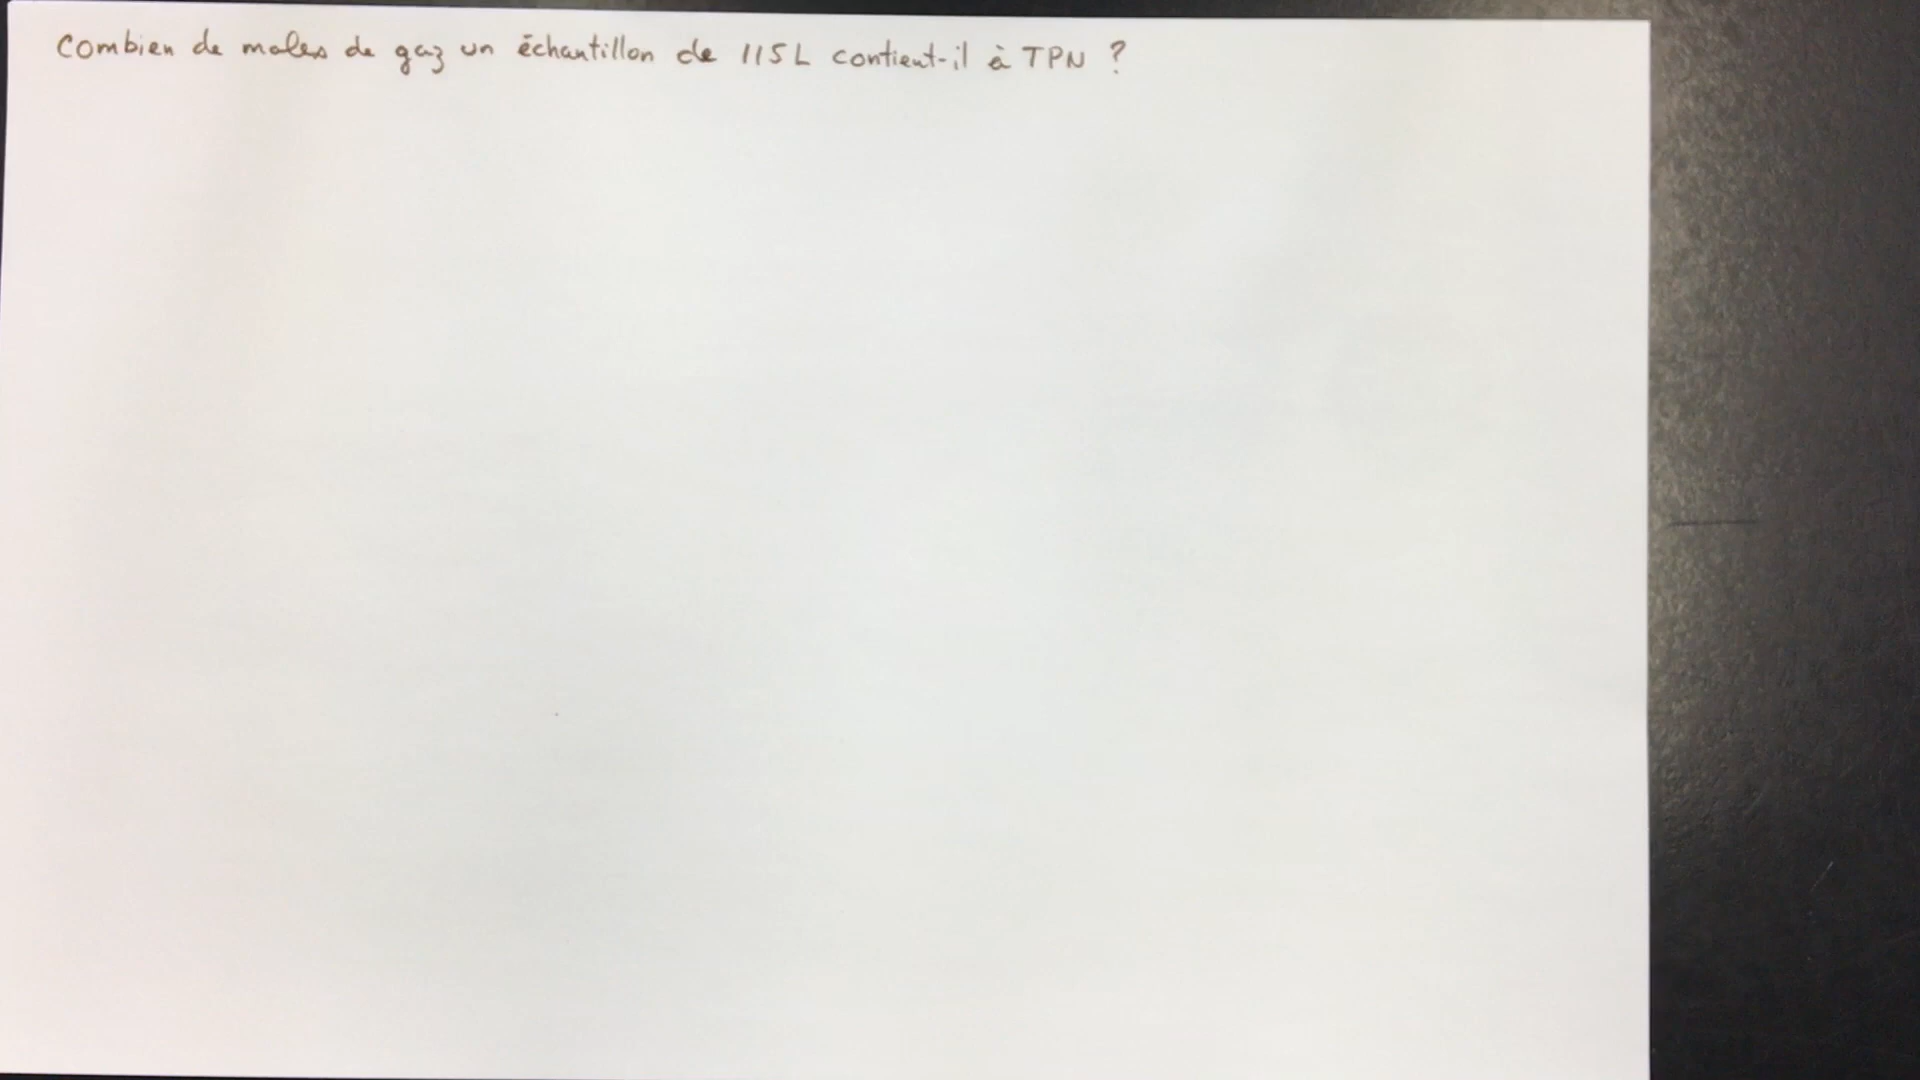 Combien de moles de gaz un échantillon de 115 L contient-il à TPN ?